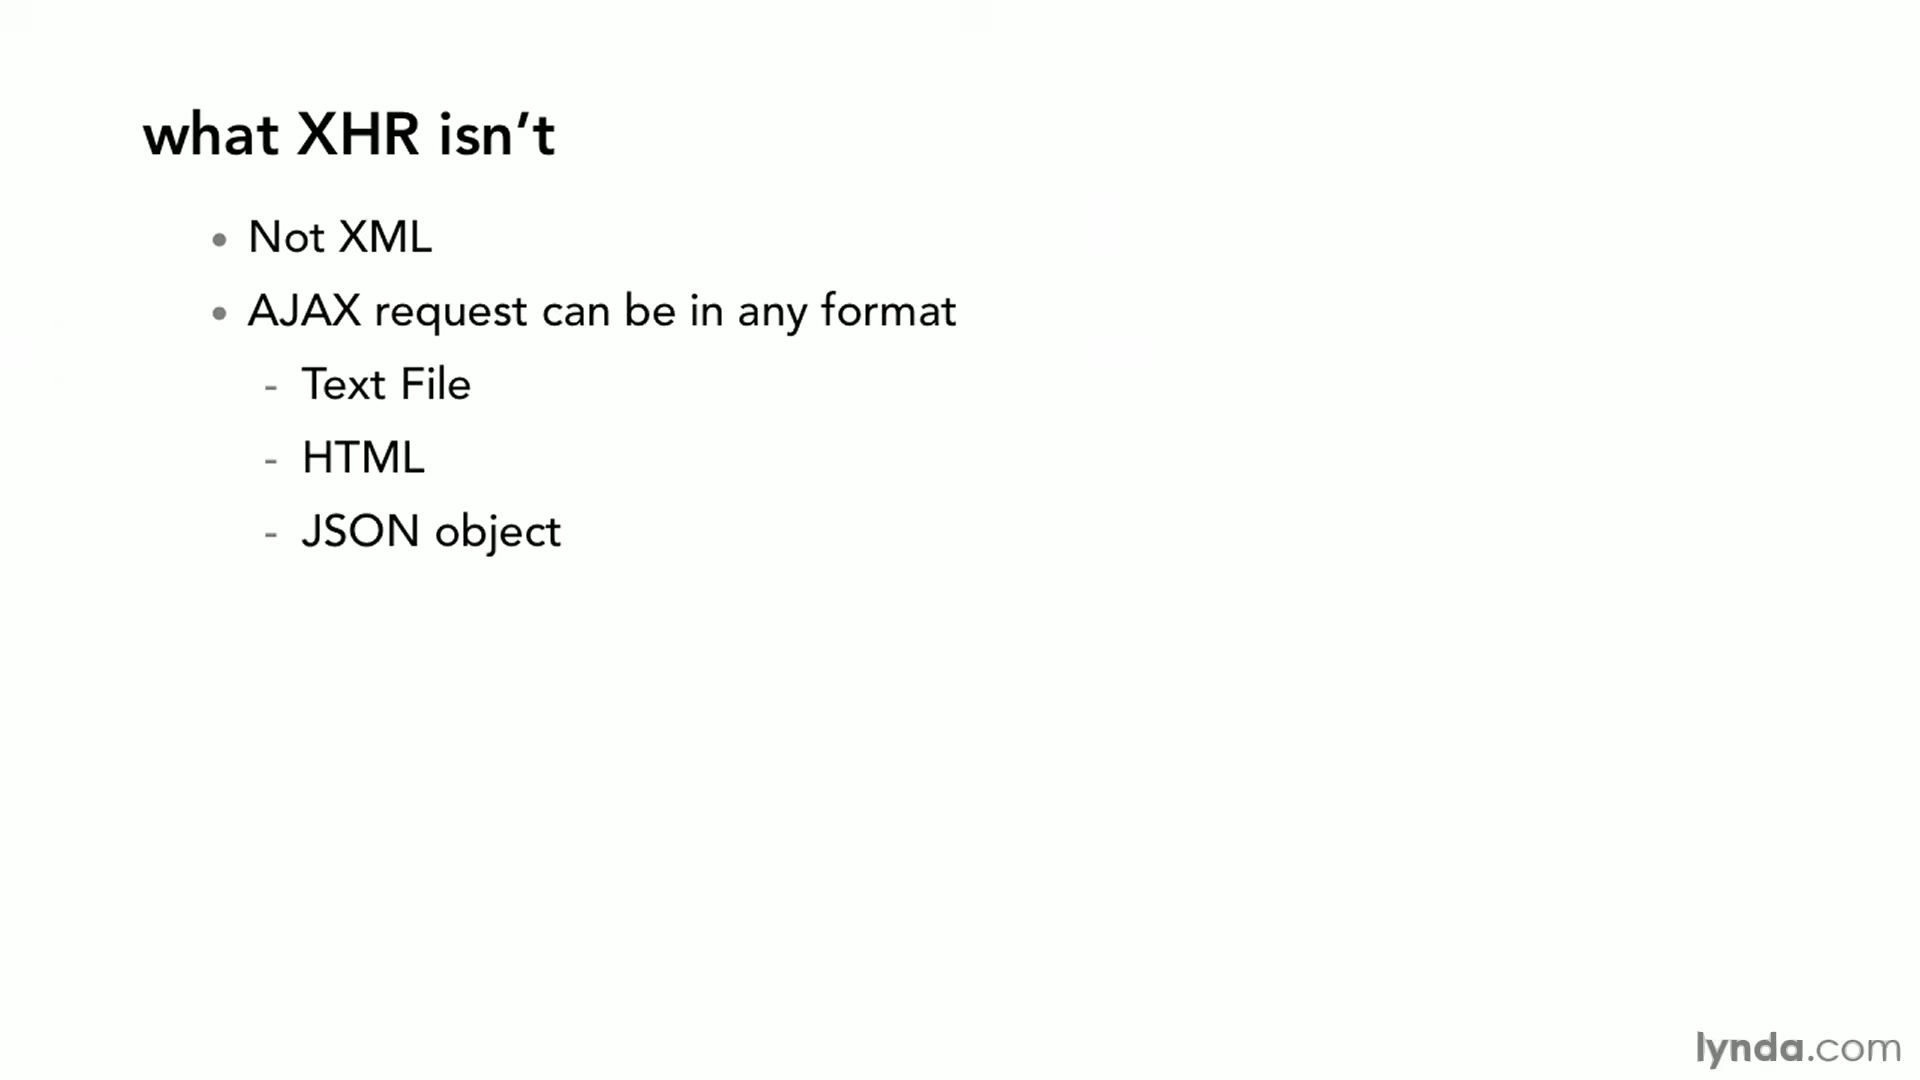 what XHR isn’t
• Not XML
• AJAX request can be in any format
- Text File
- HTML
- JSON object
lynda.com